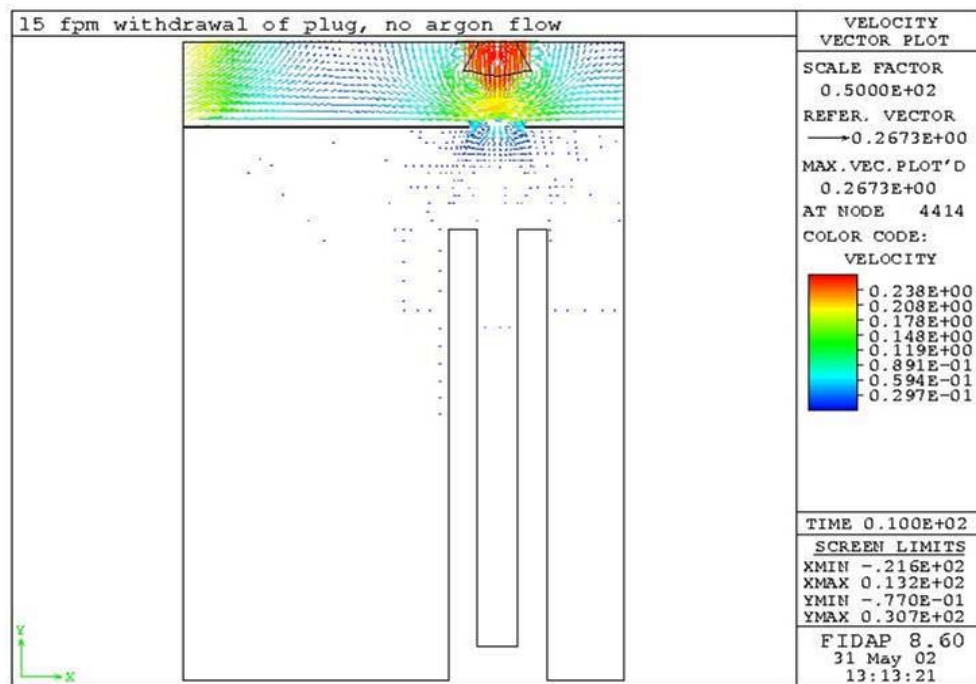 15 fpm withdrawal of plug, no argon flow
VELOCITY
VECTOR PLOT
SCALE FACTOR
0.5000E+02
REFER. VECTOR
0.2673E+00
MAX.VEC.PLOT'D
0.2673E+00
AT NODE 4414
COLOR CODE:
VELOCITY
0.238E+00
0.208E+00
0.178E+00
0.148E+00
0.119E+00
0.891E-01
0.594E-01
0.297E-01
TIME 0.100E+02
SCREEN LIMITS
XMIN -.216E+02
XMAX 0.132E+02
YMIN -.770E-01
YMAX 0.307E+02
FIDAP 8.60
31 May 02
13:13:21
Y
X